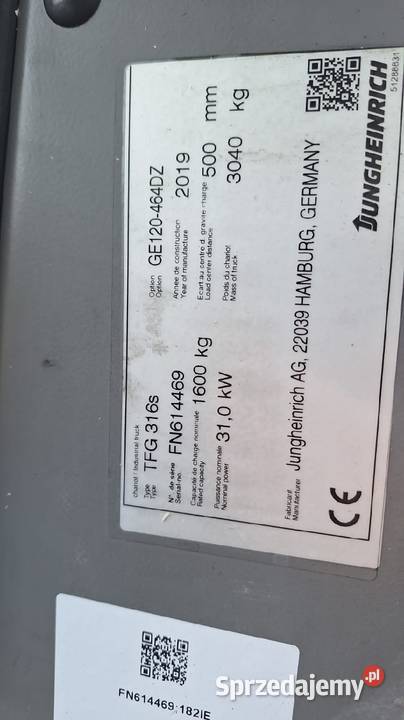 chariot / Industrial truck
Type
Type
TFG 316s
Option
Option
GE120-464DZ
N°. de série
Serial-no.
FN614469
Année de construction
Year of manufacture
2019
Capacité de charge nominale
Rated capacity
1600 kg
Ecart au centre d. gravité charge
Load center distance
500 mm
Puissance nominale
Nominal power
31,0 kW
Poids du chariot
Mass of truck
3040 kg
Fabricant
Manufacturer
Jungheinrich AG, 22039 HAMBURG, GERMANY
CE
JUNGHEINRICH
51288631
FN614469;182iE
Sprzedajemy.pl